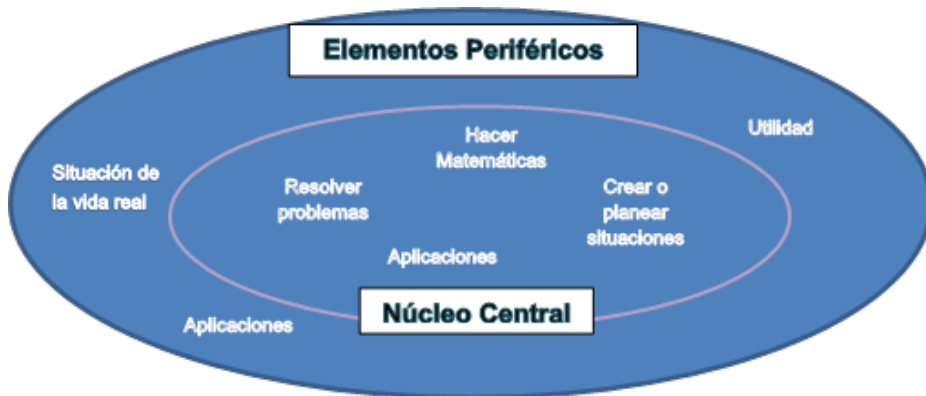 Elementos Periféricos
Utilidad
Hacer
Matemáticas
Situación de
la vida real
Resolver
problemas
Crear o
planear
situaciones
Aplicaciones
Núcleo Central
Aplicaciones